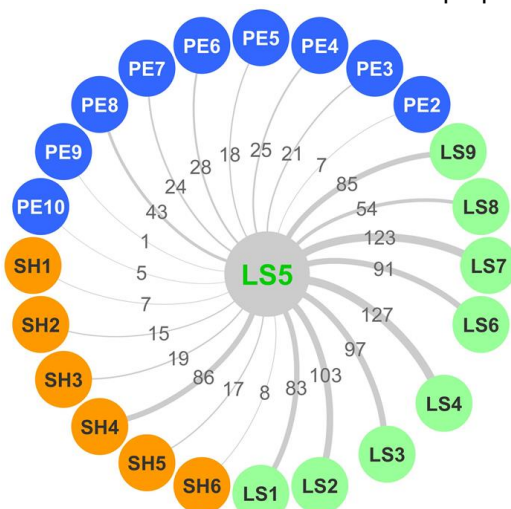 PE5
PE6
PE4
PE7
PE3
PE8
PE2
PE9
LS9
PE10
LS8
SH1
LS7
SH2
LS6
SH3
LS4
SH4
LS3
SH5
LS2
SH6
LS1
LS5
18
25
21
7
28
24
43
1
5
7
15
19
86
17
8
83
103
97
127
91
123
54
85